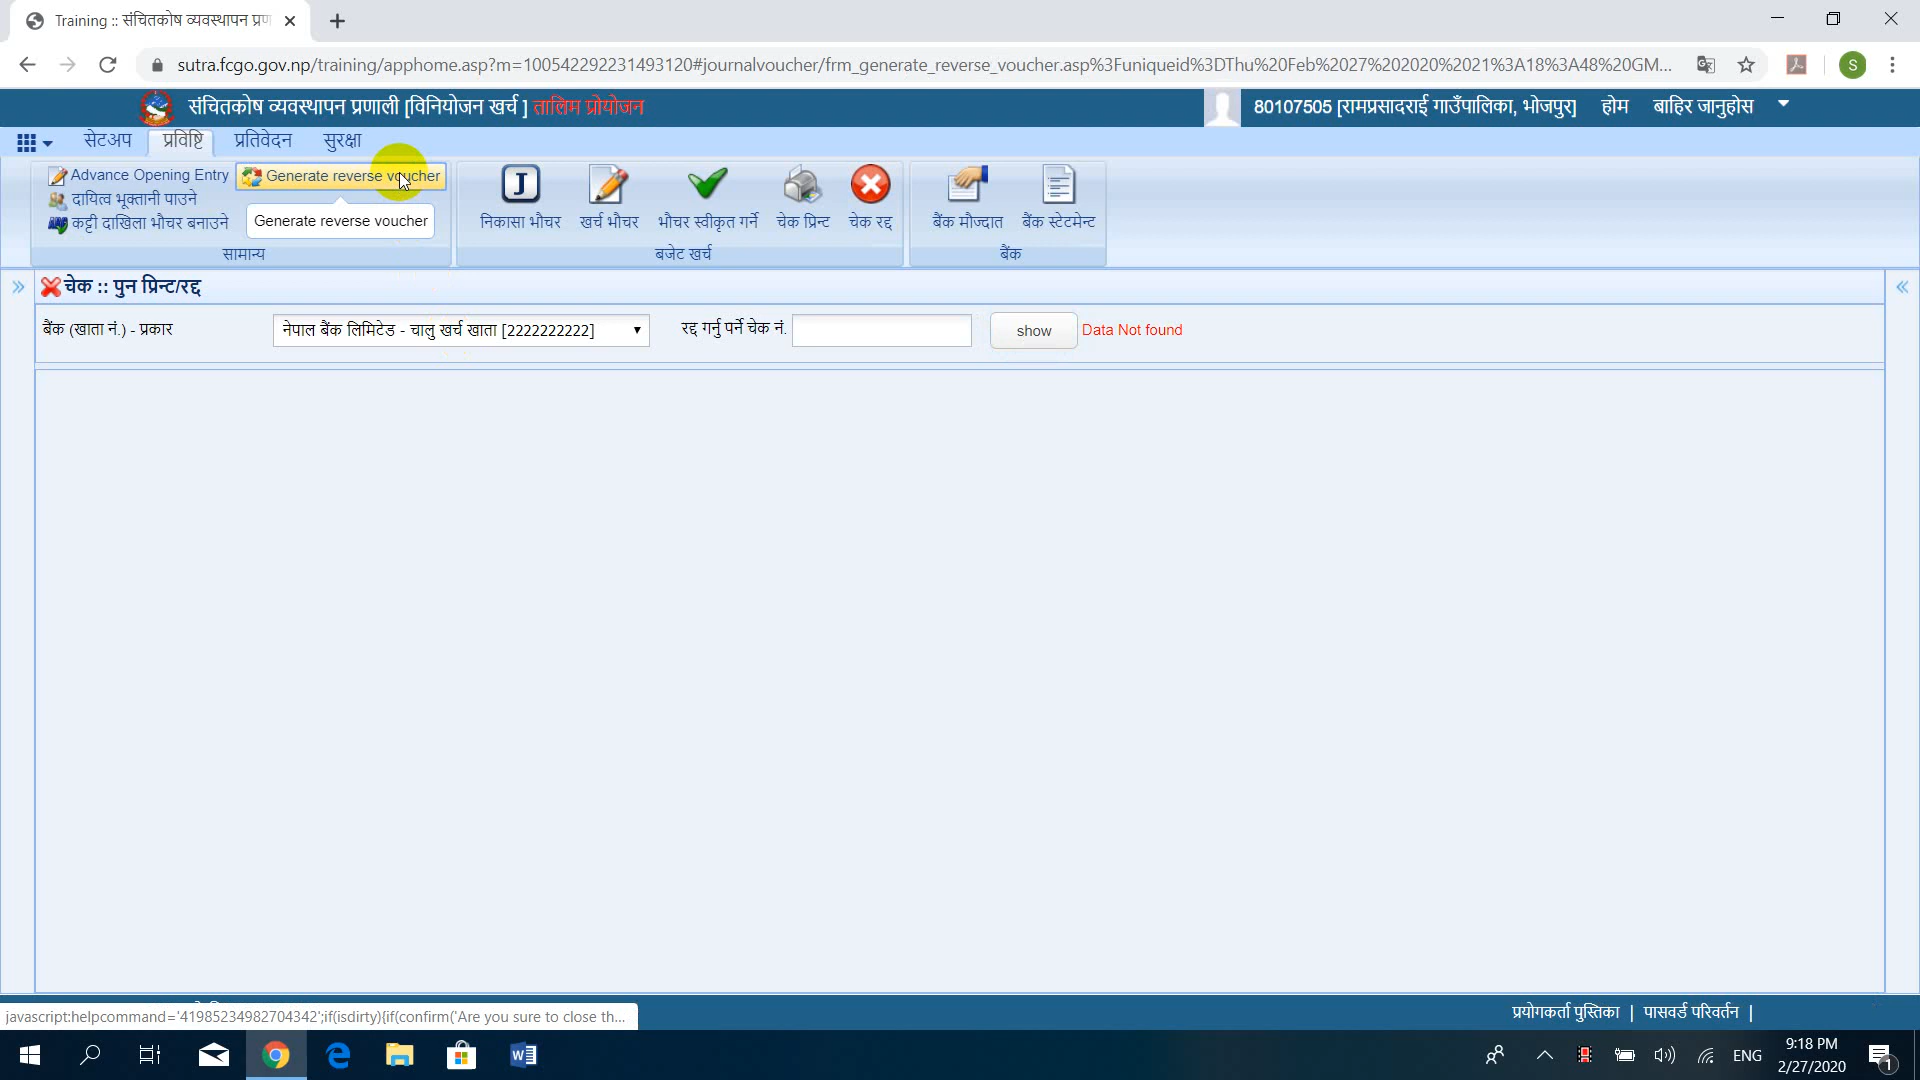 Training :: संचितकोष व्यवस्थापन प्रण
sutra.fcgo.gov.np/training/apphome.asp?m=100542292231493120#journalvoucher/frm_generate_reverse_voucher.asp%3Funiqueid%3DThu%20Feb%2027%202020%2021%3A18%3A48%20GM...
S
संचितकोष व्यवस्थापन प्रणाली [विनियोजन खर्च ] तालिम प्रोयोजन
80107505 [रामप्रसादराई गाउँपालिका, भोजपुर] होम बाहिर जानुहोस
सेटअप प्रविष्टि प्रतिवेदन सुरक्षा
Advance Opening Entry Generate reverse voucher
दायित्व भूक्तानी पाउने
कट्टी दाखिला भौचर बनाउने
Generate reverse voucher
J
निकासा भौचर खर्च भौचर भौचर स्वीकृत गर्ने चेक प्रिन्ट चेक रद्द बैंक मौज्दात बैंक स्टेटमेन्ट
सामान्य बजेट खर्च बैंक
चेक :: पुन प्रिन्ट/रद्द
बैंक (खाता नं.) - प्रकार नेपाल बैंक लिमिटेड - चालु खर्च खाता [2222222222] रद्द गर्नु पर्ने चेक नं. show Data Not found
javascript:helpcommand='41985234982704342';if(isdirty){if(confirm('Are you sure to close th...
प्रयोगकर्ता पुस्तिका | पासवर्ड परिवर्तन |
ENG
9:18 PM
2/27/2020
1